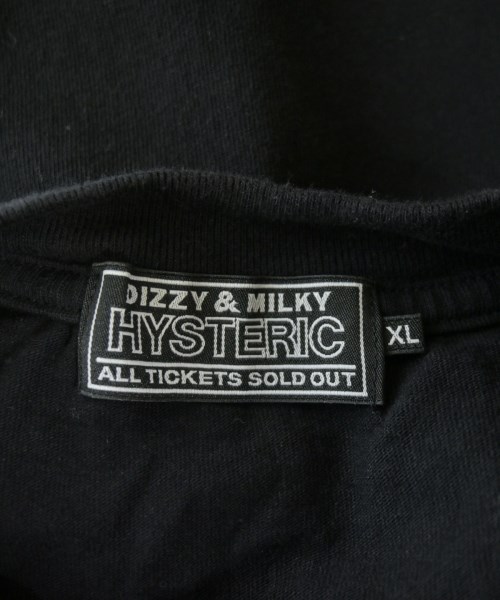 DIZZY & MILKY
HYSTERIC
ALL TICKETS SOLD OUT
XL